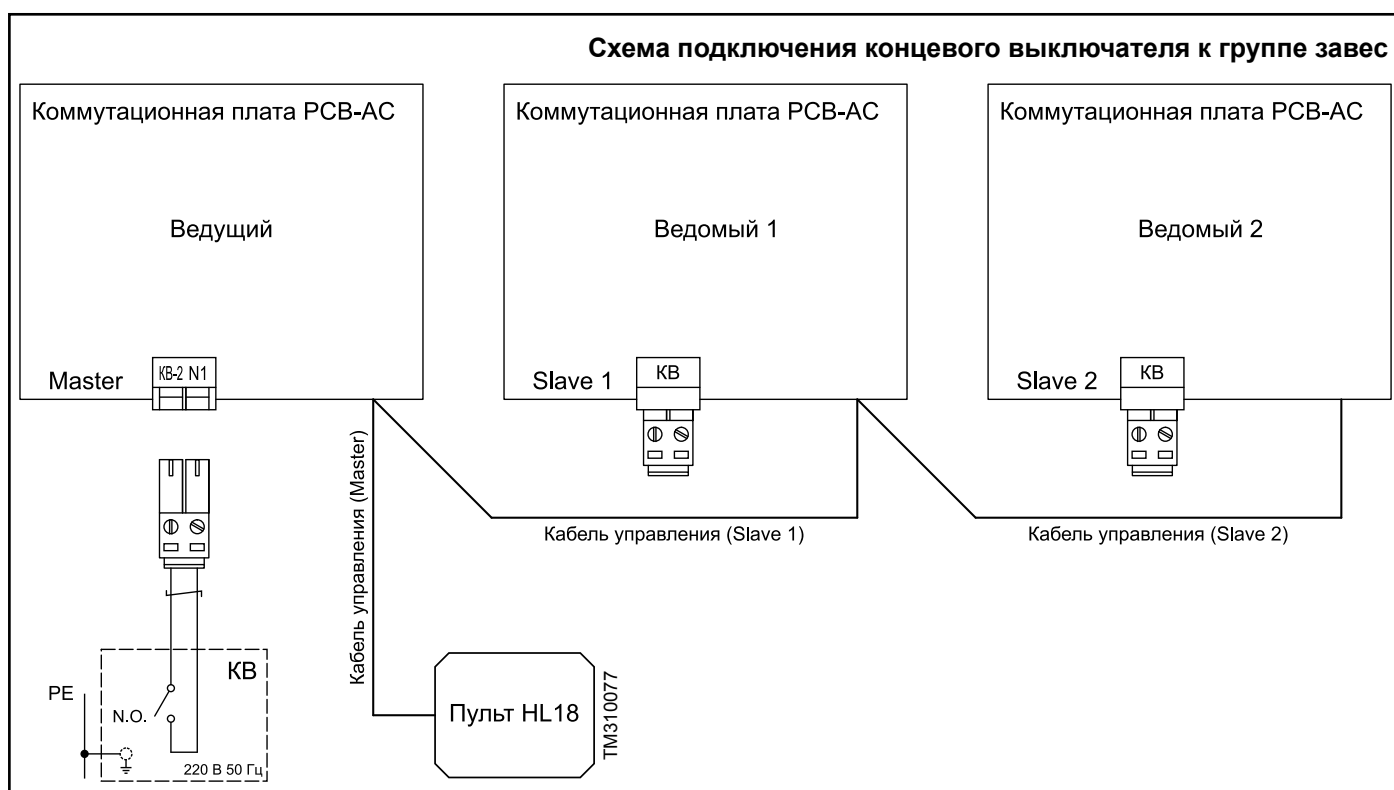 Схема подключения концевого выключателя к группе завес
Коммутационная плата PCB-AC
Ведущий
Master
КВ-2 N1
Коммутационная плата PCB-AC
Ведомый 1
Slave 1
КВ
Коммутационная плата PCB-AC
Ведомый 2
Slave 2
КВ
Кабель управления (Master)
Кабель управления (Slave 1)
Кабель управления (Slave 2)
КВ
PE
N.O.
220 В 50 Гц
Пульт HL18
TM310077